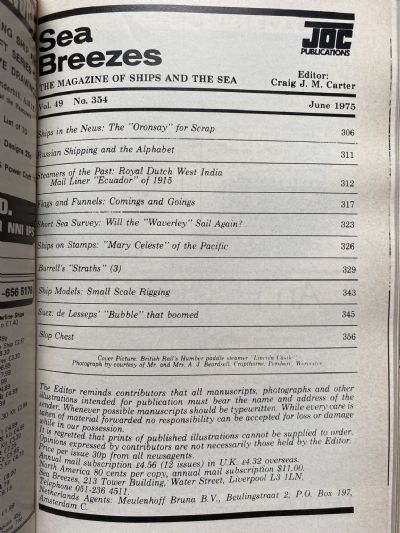 Sea
Breezes
THE MAGAZINE OF SHIPS AND THE SEA
JOC
PUBLICATIONS
Editor:
Craig J. M. Carter
Vol. 49 No. 354
June 1975
Ships in the News: The "Oronsay" for Scrap 306
Russian Shipping and the Alphabet 311
Steamers of the Past: Royal Dutch West India
Mail Liner "Ecuador" of 1915 312
Flags and Funnels: Comings and Goings 317
Short Sea Survey: Will the "Waverley" Sail Again? 323
Ships on Stamps: "Mary Celeste" of the Pacific 326
Burrell's "Straths" (3) 329
Ship Models: Small Scale Rigging 343
Suez: de Lesseps' "Bubble" that boomed 345
Slop Chest 356
Cover Picture: British Rail's Humber paddle steamer "Lincoln Castle"
Photograph by courtesy of Mr. and Mrs. A. J. Beardsell, Cropthorne, Pershore, Worcester
The Editor reminds contributors that all manuscripts, photographs and other
illustrations intended for publication must bear the name and address of the
sender. Whenever possible manuscripts should be typewritten. While every care is
taken of material forwarded no responsibility can be accepted for loss or damage
while in our possession.
It is regretted that prints of published illustrations cannot be supplied to order.
Opinions expressed by contributors are not necessarily those held by the Editor.
Price per issue 30p from all newsagents.
Annual mail subscription £4.56 (12 issues) in U.K. £4.32 overseas.
North America 80 cents per copy, annual mail subscription $11.00.
Sea Breezes, 213 Tower Building, Water Street, Liverpool L3 1LN,
Telephone 051-236 4511.
Netherlands Agents: Meulenhoff Bruna B.V., Beulingstraat 2, P.O. Box 197,
Amsterdam C.
List of 70